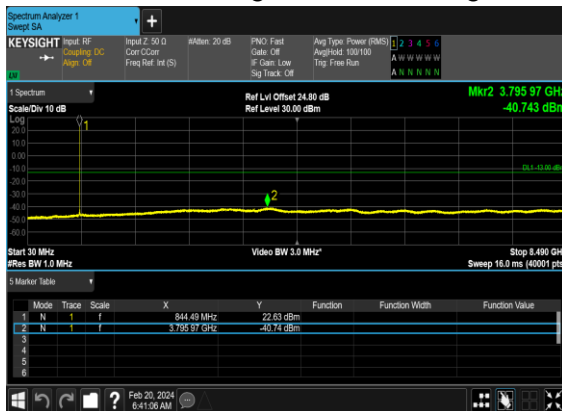 Spectrum Analyzer 1
Swept SA
KEYSIGHT Input: RF Input Z: 50 Ω #Atten: 20 dB PNO: Fast Avg Type: Power (RMS) 1 2 3 4 5 6
Coupling: DC Corr CCorr Gate: Off Avg|Hold: 100/100 A W W W W W
Align: Off Freq Ref: Int (S) IF Gain: Low Trig: Free Run A N N N N N
Sig Track: Off
1 Spectrum
Ref Lvl Offset 24.80 dB Mkr2 3.795 97 GHz
Scale/Div 10 dB Ref Level 30.00 dBm -40.743 dBm
Log
1
20.0
10.0
0.00
-10.0
DL1 -13.00 dBm
-20.0
-30.0
2
-40.0
-50.0
-60.0
Start 30 MHz Video BW 3.0 MHz* Stop 8.490 GHz
#Res BW 1.0 MHz Sweep 16.0 ms (40001 pts)
5 Marker Table
Mode Trace Scale X Y Function Function Width Function Value
1 N 1 f 844.49 MHz 22.63 dBm
2 N 1 f 3.795 97 GHz -40.74 dBm
3
4
5
6
? Feb 20, 2024
6:41:06 AM